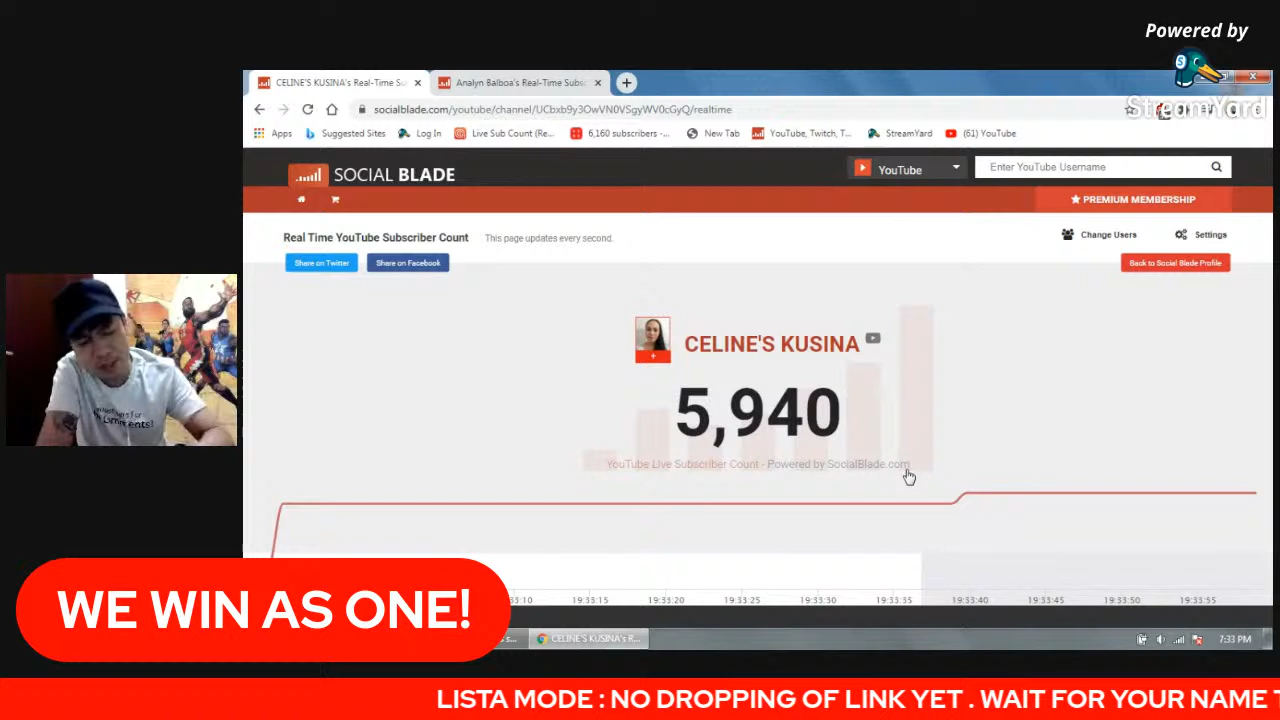 Powered by
StreamYard
CELINE'S KUSINA's Real-Time Su
Analyn Balboa's Real-Time Subsc
socialblade.com/youtube/channel/UCbxb9y3OwVN0VSgyWV0cGyQ/realtime
Apps
Suggested Sites
Log In
Live Sub Count (Re...
6,160 subscribers -...
New Tab
YouTube, Twitch, T...
StreamYard
(61) YouTube
SOCIAL BLADE
YouTube
Enter YouTube Username
PREMIUM MEMBERSHIP
Real Time YouTube Subscriber Count
This page updates every second.
Change Users
Settings
Share on Twitter
Share on Facebook
Back to Social Blade Profile
CELINE'S KUSINA
5,940
YouTube Live Subscriber Count - Powered by SocialBlade.com
19:33:15
19:33:20
19:33:25
19:33:30
19:33:35
19:33:40
19:33:45
19:33:50
19:33:55
WE WIN AS ONE!
CELINE'S KUSINA's R...
7:33 PM
LISTA MODE : NO DROPPING OF LINK YET . WAIT FOR YOUR NAME